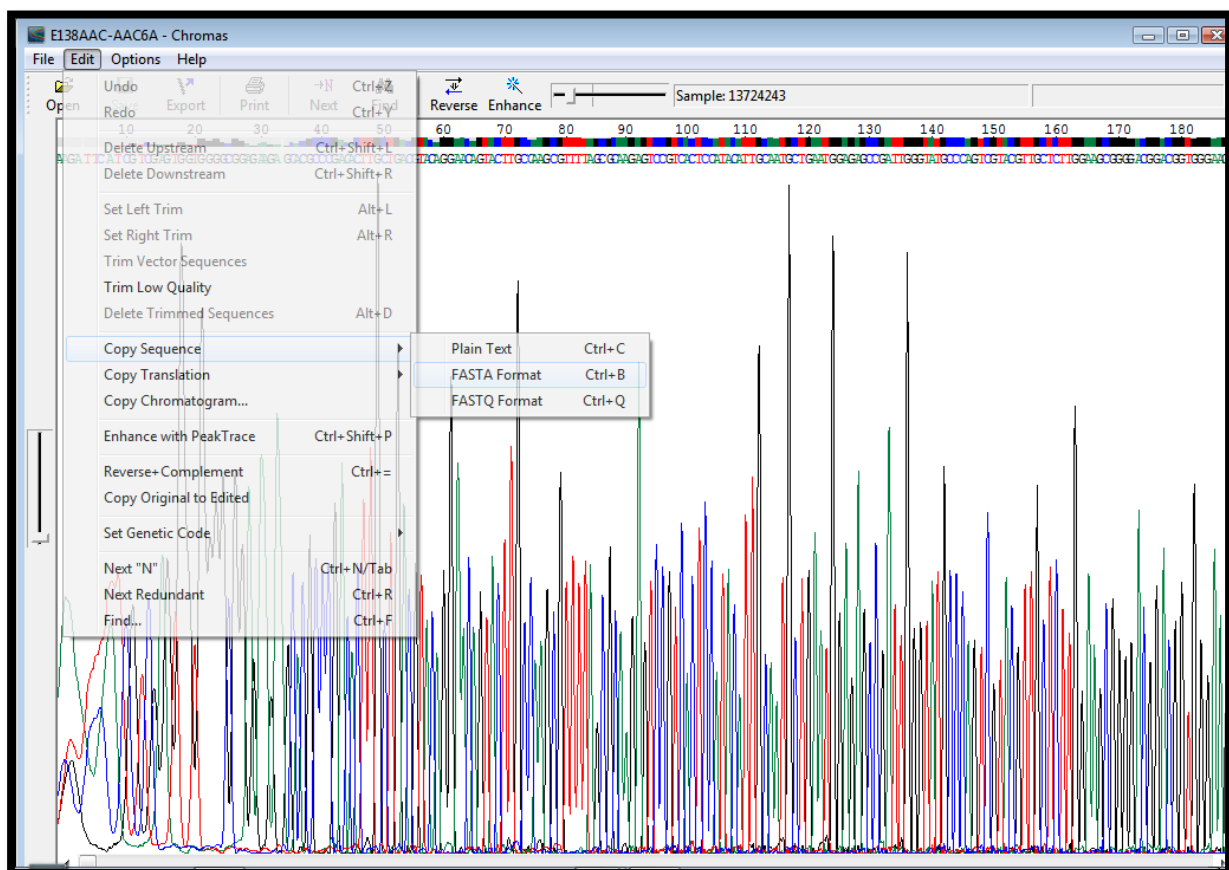 E138AAC-AAC6A - Chromas
File Edit Options Help
Open Export Print Next Find Reverse Enhance Sample: 13724243
10 20 30 40 50 60 70 80 90 100 110 120 130 140 150 160 170 180
Undo Ctrl+Z
Redo Ctrl+Y
Delete Upstream Ctrl+Shift+L
Delete Downstream Ctrl+Shift+R
Set Left Trim Alt+L
Set Right Trim Alt+R
Trim Vector Sequences
Trim Low Quality
Delete Trimmed Sequences Alt+D
Copy Sequence Plain Text Ctrl+C
Copy Translation FASTA Format Ctrl+B
Copy Chromatogram... FASTQ Format Ctrl+Q
Enhance with PeakTrace Ctrl+Shift+P
Reverse+Complement Ctrl+=
Copy Original to Edited
Set Genetic Code
Next "N" Ctrl+N/Tab
Next Redundant Ctrl+R
Find... Ctrl+F